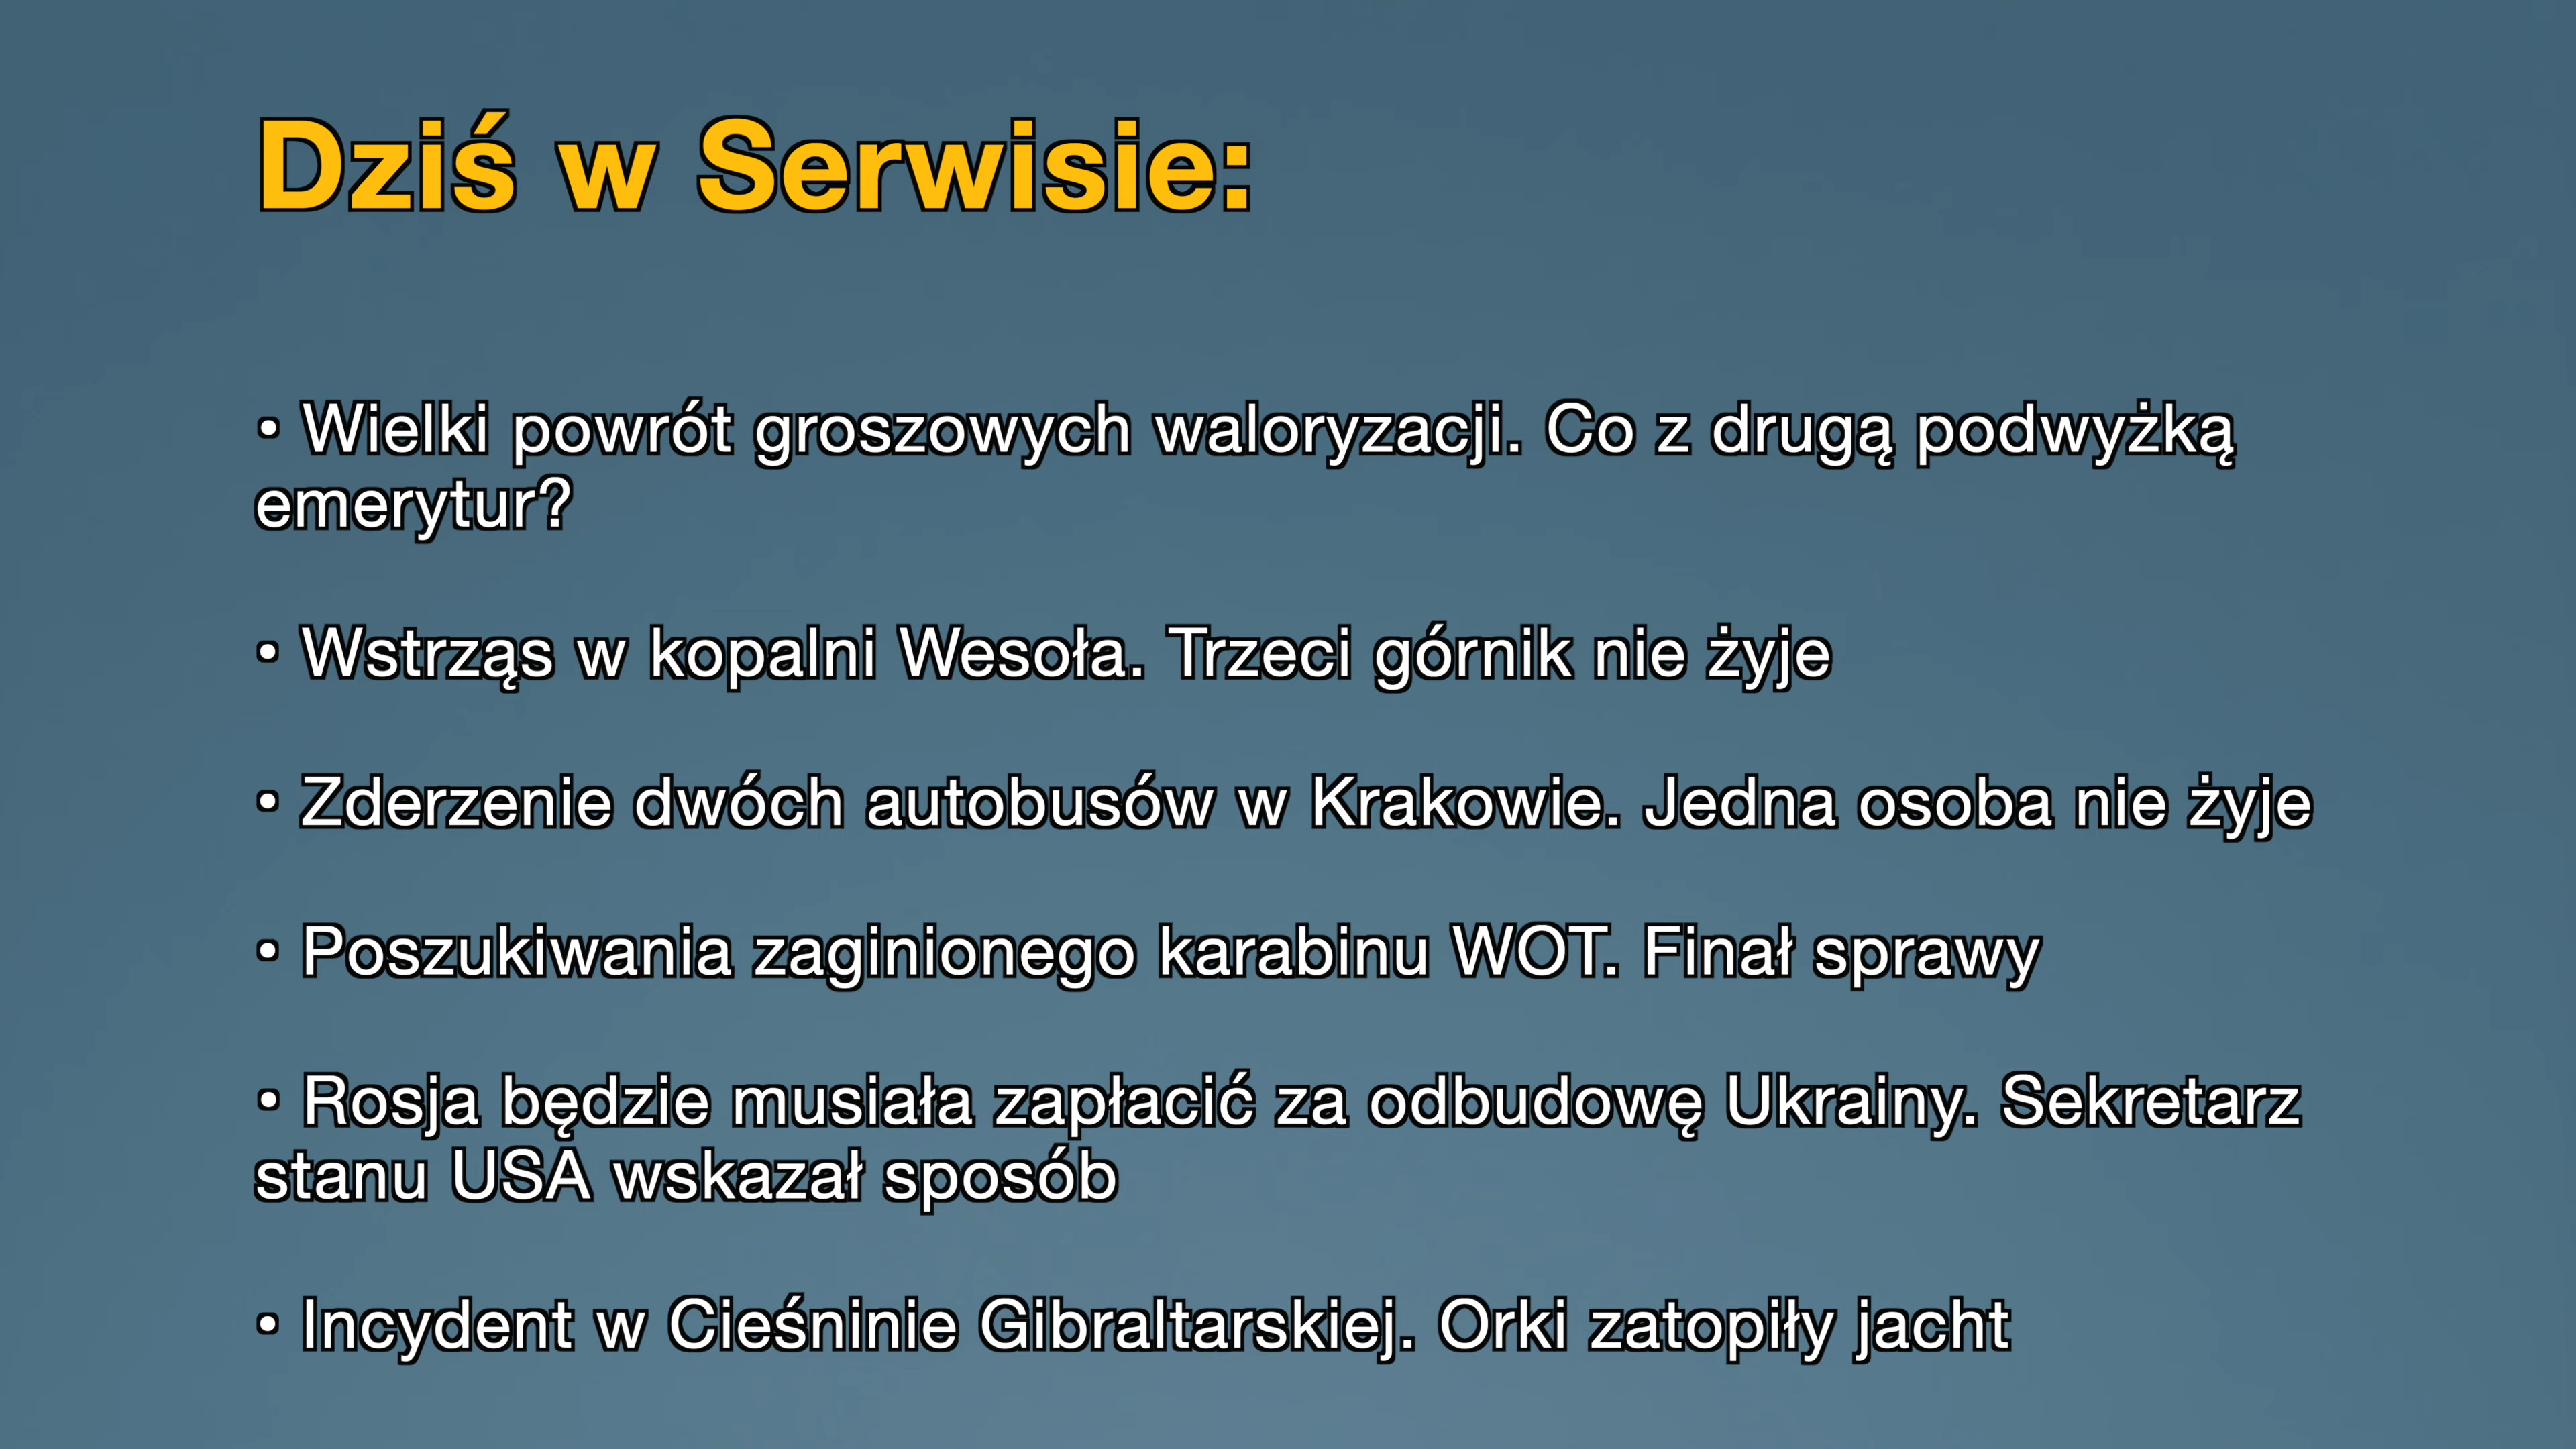 Dziś w Serwisie:
• Wielki powrót groszowych waloryzacji. Co z drugą podwyżką
emerytur?
• Wstrząs w kopalni Wesoła. Trzeci górnik nie żyje
• Zderzenie dwóch autobusów w Krakowie. Jedna osoba nie żyje
• Poszukiwania zaginionego karabinu WOT. Finał sprawy
• Rosja będzie musiała zapłacić za odbudowę Ukrainy. Sekretarz
stanu USA wskazał sposób
• Incydent w Cieśninie Gibraltarskiej. Orki zatopiły jacht